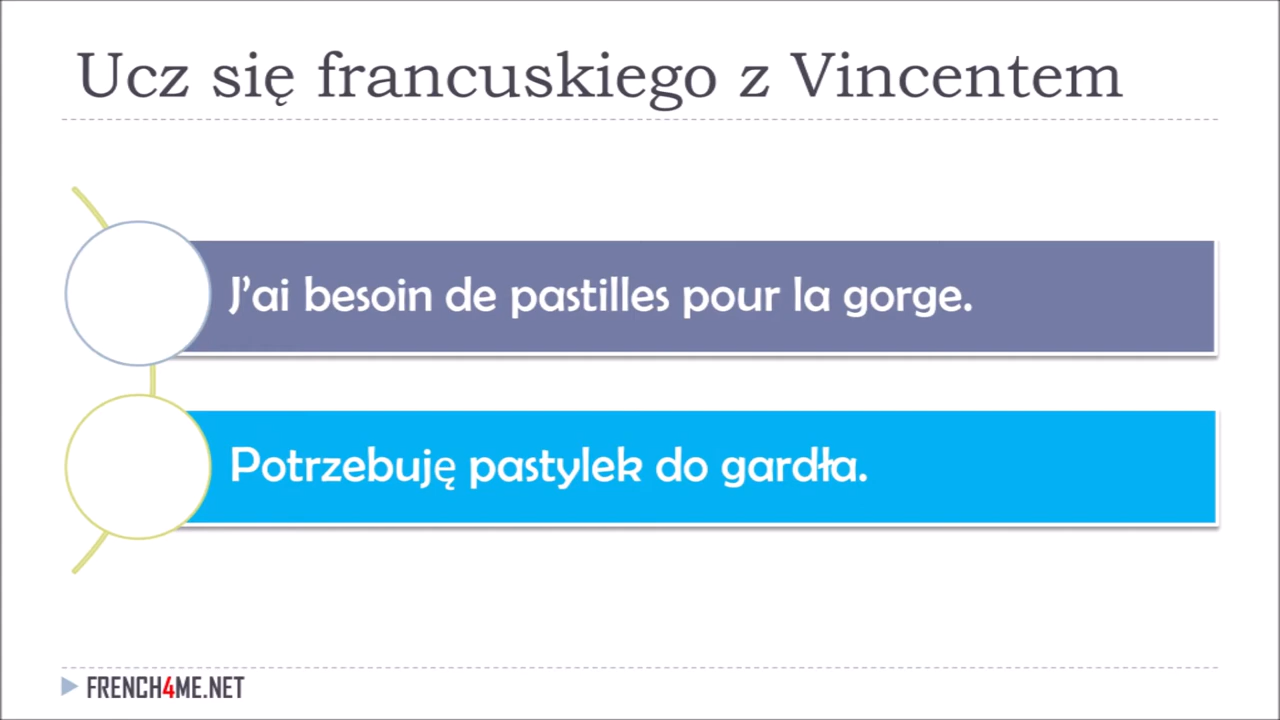 Ucz się francuskiego z Vincentem
J’ai besoin de pastilles pour la gorge.
Potrzebuję pastylek do gardła.
FRENCH4ME.NET